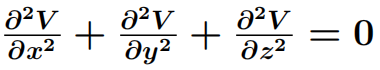 ∂²V/∂x² + ∂²V/∂y² + ∂²V/∂z² = 0